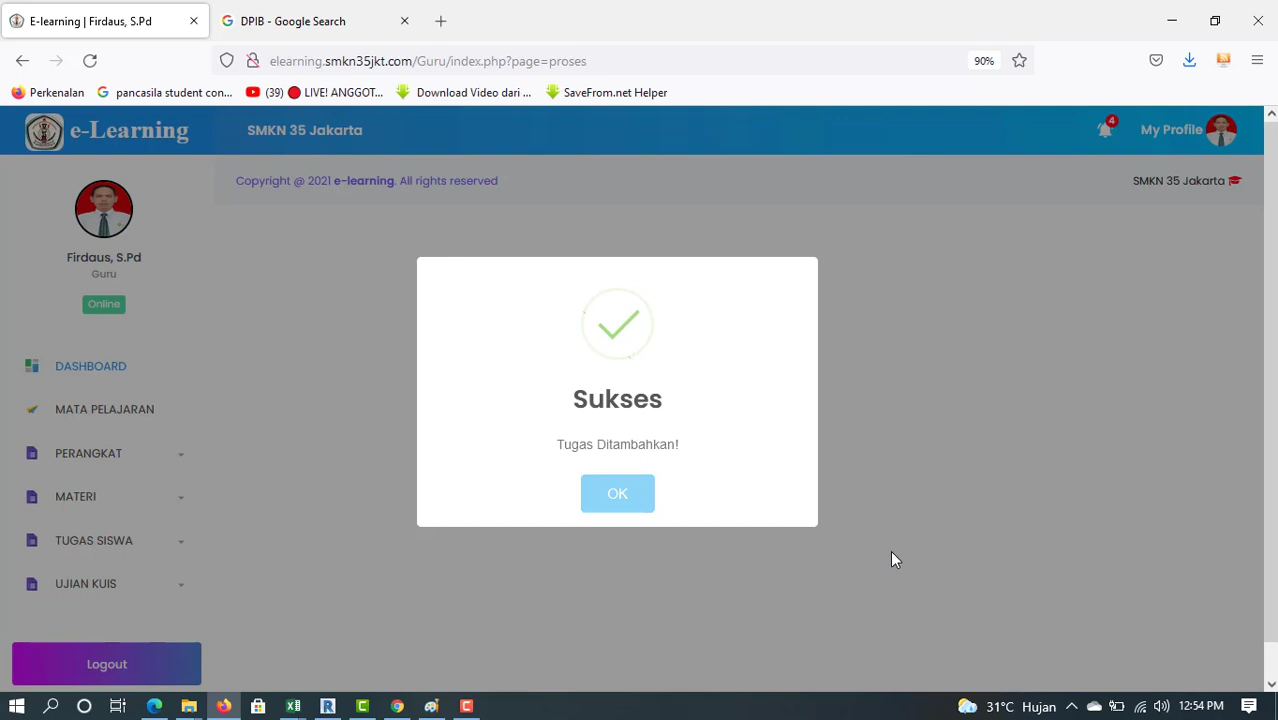 E-learning | Firdaus, S.Pd
DPIB - Google Search
elearning.smkn35jkt.com/Guru/index.php?page=proses
90%
Perkenalan
pancasila student con...
(39) 🔴 LIVE! ANGGOT...
Download Video dari ...
SaveFrom.net Helper
e-Learning
SMKN 35 Jakarta
4
My Profile
Copyright @ 2021 e-learning. All rights reserved
SMKN 35 Jakarta
Firdaus, S.Pd
Guru
Online
DASHBOARD
MATA PELAJARAN
PERANGKAT
MATERI
TUGAS SISWA
UJIAN KUIS
Logout
Sukses
Tugas Ditambahkan!
OK
31°C Hujan
12:54 PM